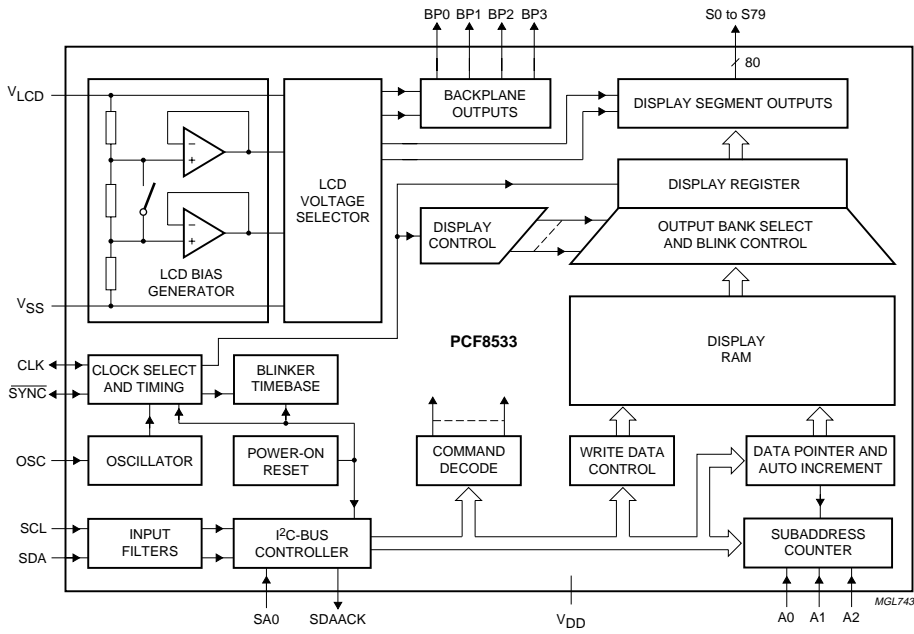 BP0 BP1 BP2 BP3
S0 to S79
80
VLCD
BACKPLANE
OUTPUTS
DISPLAY SEGMENT OUTPUTS
LCD
VOLTAGE
SELECTOR
DISPLAY REGISTER
DISPLAY
CONTROL
OUTPUT BANK SELECT
AND BLINK CONTROL
LCD BIAS
GENERATOR
VSS
PCF8533
DISPLAY
RAM
CLK
SYNC
CLOCK SELECT
AND TIMING
BLINKER
TIMEBASE
OSC
OSCILLATOR
POWER-ON
RESET
COMMAND
DECODE
WRITE DATA
CONTROL
DATA POINTER AND
AUTO INCREMENT
SCL
SDA
INPUT
FILTERS
I2C-BUS
CONTROLLER
SUBADDRESS
COUNTER
SA0
SDAACK
VDD
A0 A1 A2
MGL743
− +
− +